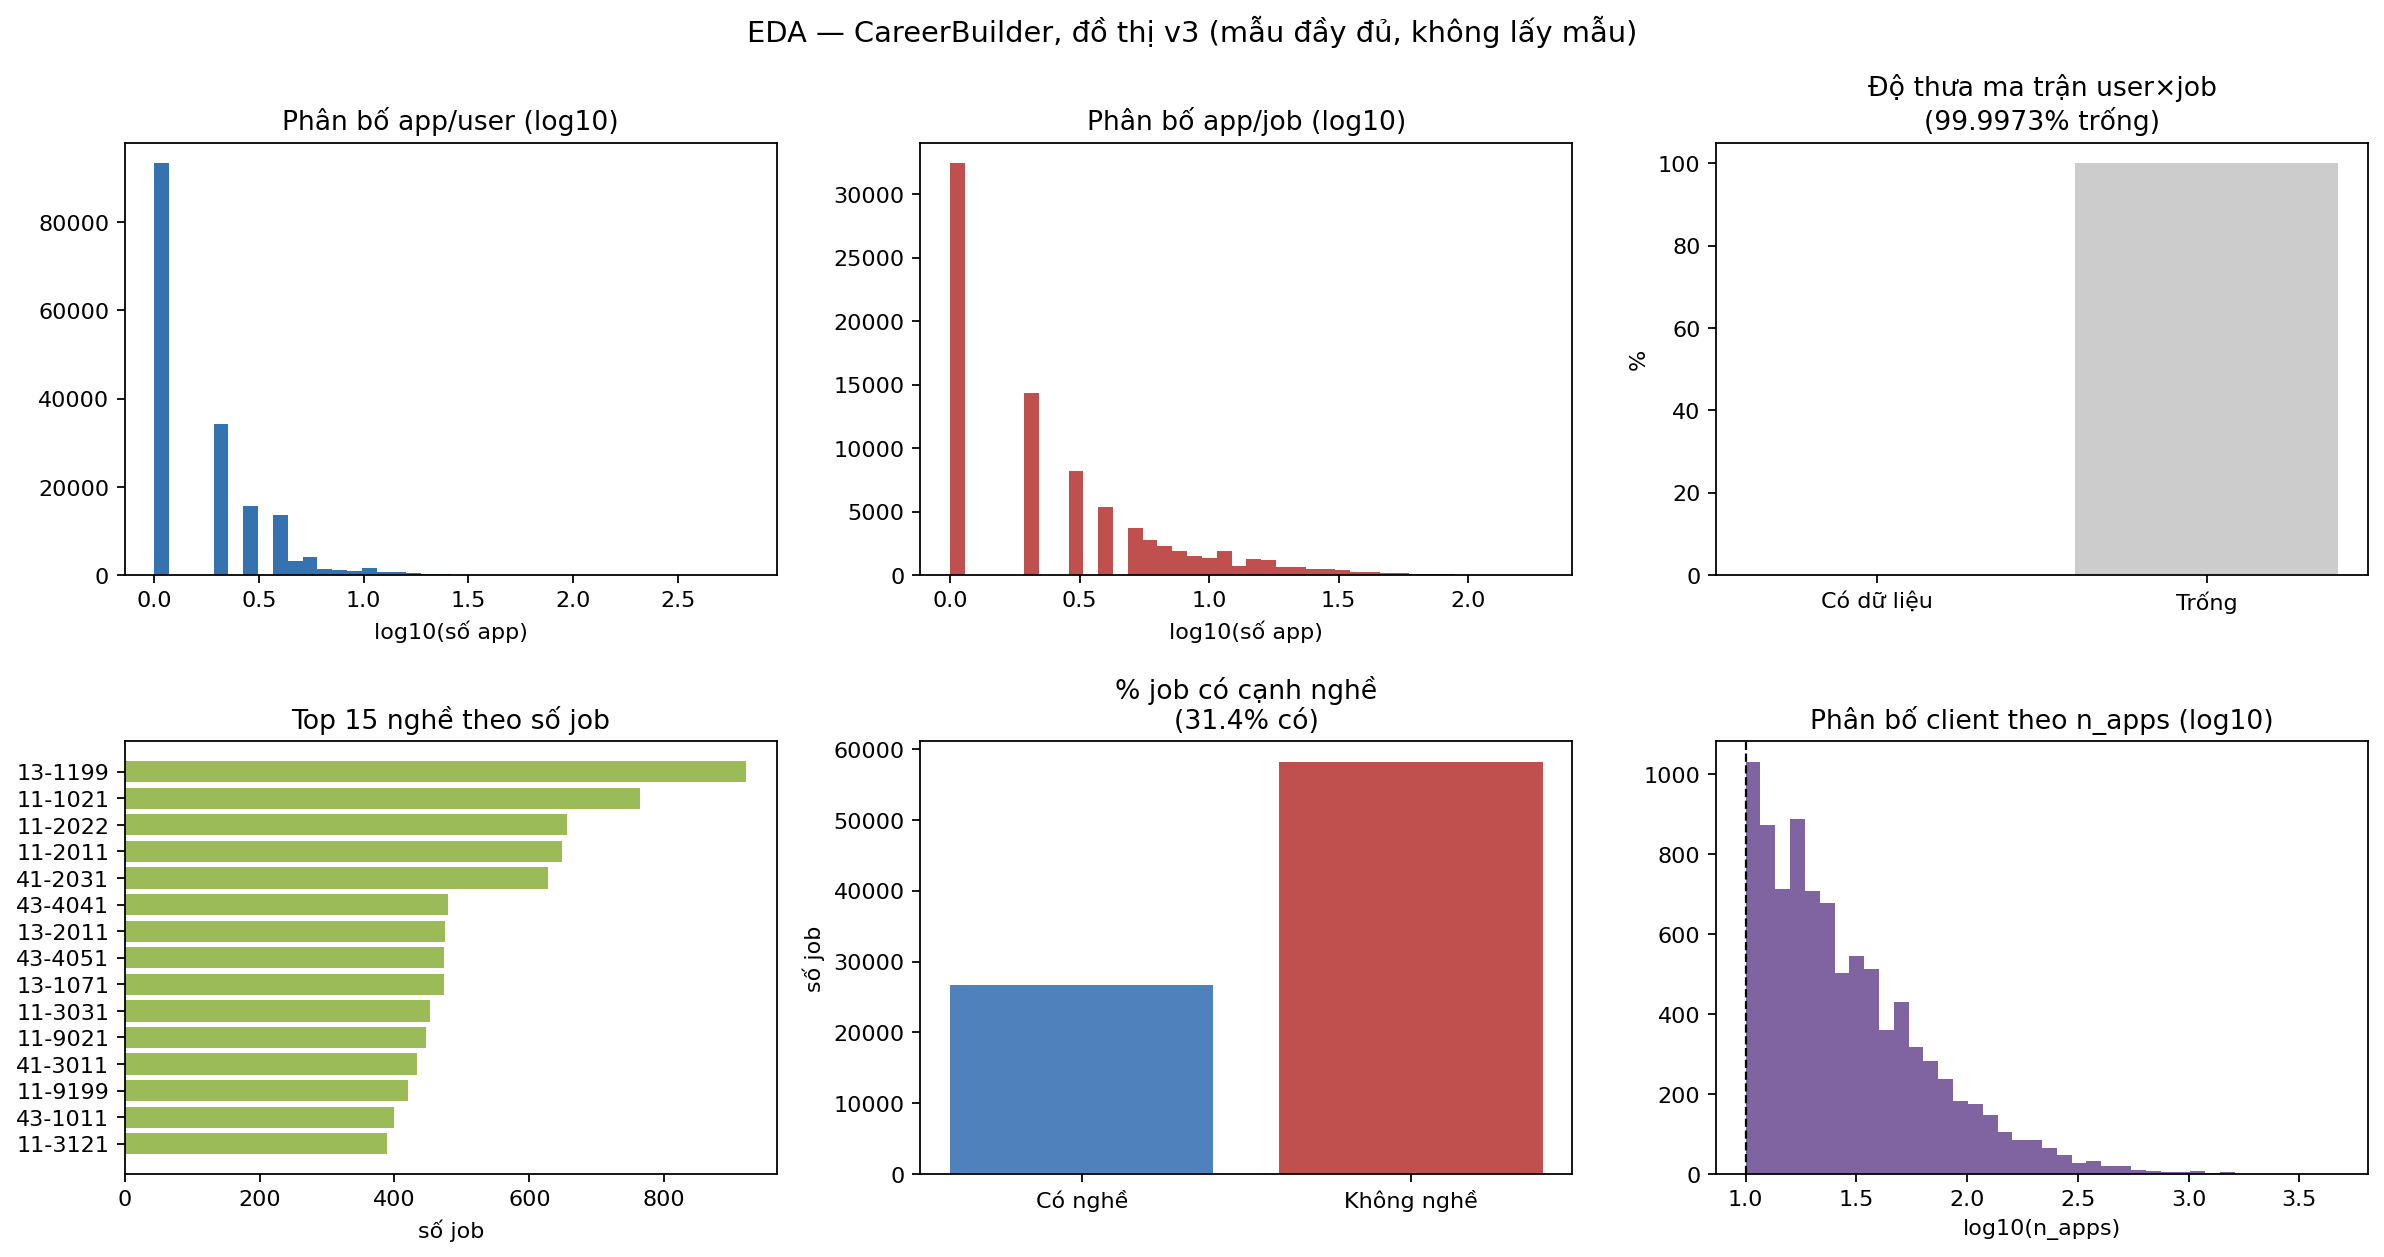 EDA — CareerBuilder, đồ thị v3 (mẫu đầy đủ, không lấy mẫu)
Phân bố app/user (log10)
80000
60000
40000
20000
0
0.0 0.5 1.0 1.5 2.0 2.5
log10(số app)
Phân bố app/job (log10)
30000
25000
20000
15000
10000
5000
0
0.0 0.5 1.0 1.5 2.0
log10(số app)
Độ thưa ma trận user×job
(99.9973% trống)
100
80
60
40
20
0
%
Có dữ liệu Trống
Top 15 nghề theo số job
13-1199
11-1021
11-2022
11-2011
41-2031
43-4041
13-2011
43-4051
13-1071
11-3031
11-9021
41-3011
11-9199
43-1011
11-3121
0 200 400 600 800
số job
% job có cạnh nghề
(31.4% có)
60000
50000
40000
30000
20000
10000
0
số job
Có nghề Không nghề
Phân bố client theo n_apps (log10)
1000
800
600
400
200
0
1.0 1.5 2.0 2.5 3.0 3.5
log10(n_apps)